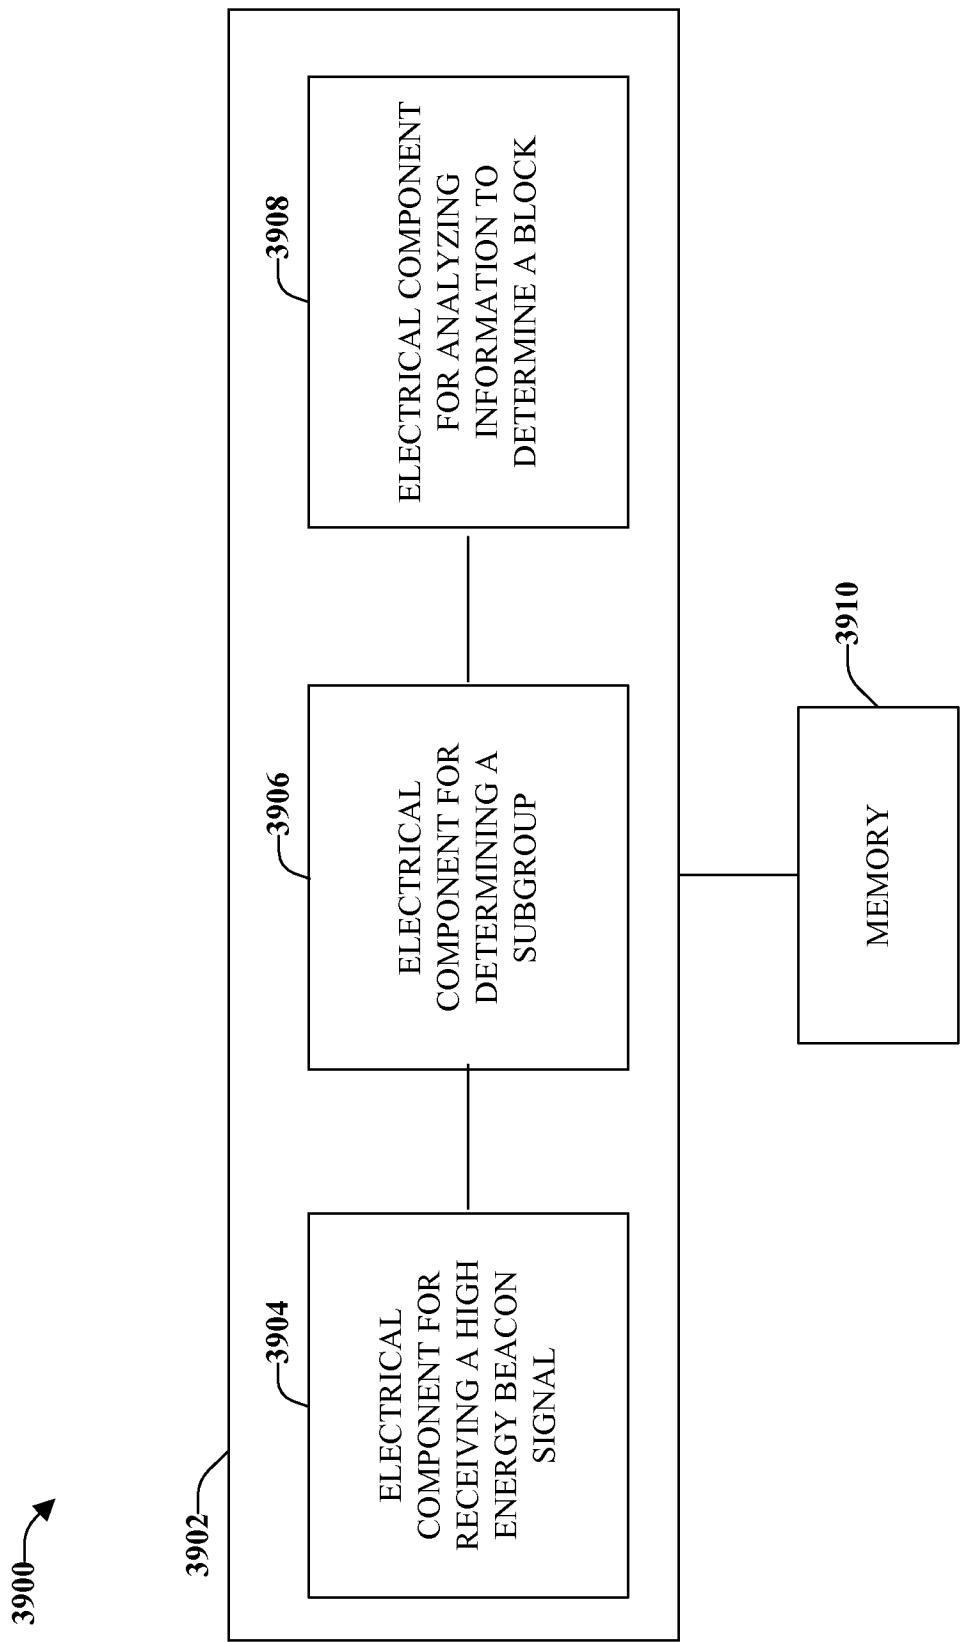 3900
3902
3904
ELECTRICAL
COMPONENT FOR
RECEIVING A HIGH
ENERGY BEACON
SIGNAL
3906
ELECTRICAL
COMPONENT FOR
DETERMINING A
SUBGROUP
3908
ELECTRICAL COMPONENT
FOR ANALYZING
INFORMATION TO
DETERMINE A BLOCK
3910
MEMORY